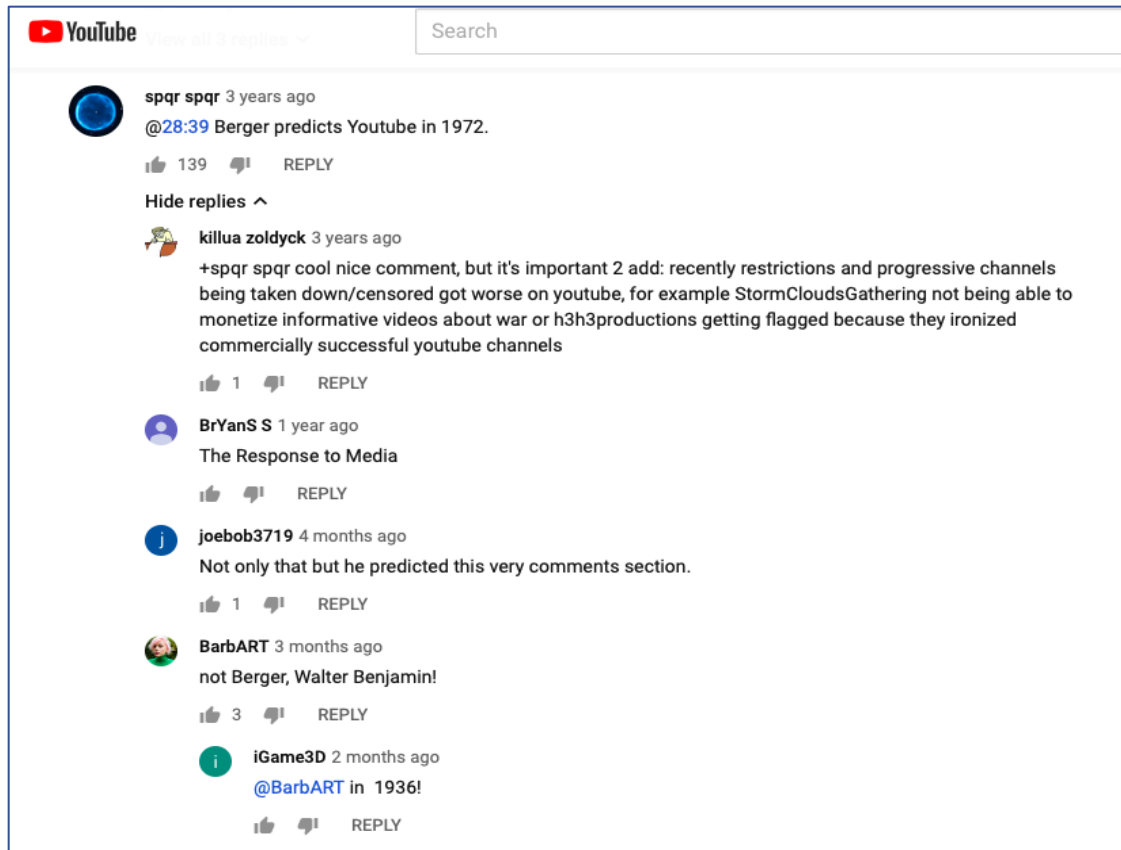 YouTube
View all 3 replies
Search
spqr spqr 3 years ago
@28:39 Berger predicts Youtube in 1972.
139 REPLY
Hide replies
killua zoldyck 3 years ago
+spqr spqr cool nice comment, but it's important 2 add: recently restrictions and progressive channels
being taken down/censored got worse on youtube, for example StormCloudsGathering not being able to
monetize informative videos about war or h3h3productions getting flagged because they ironized
commercially successful youtube channels
1 REPLY
BrYanS S 1 year ago
The Response to Media
REPLY
j
joebob3719 4 months ago
Not only that but he predicted this very comments section.
1 REPLY
BarbART 3 months ago
not Berger, Walter Benjamin!
3 REPLY
i
iGame3D 2 months ago
@BarbART in 1936!
REPLY